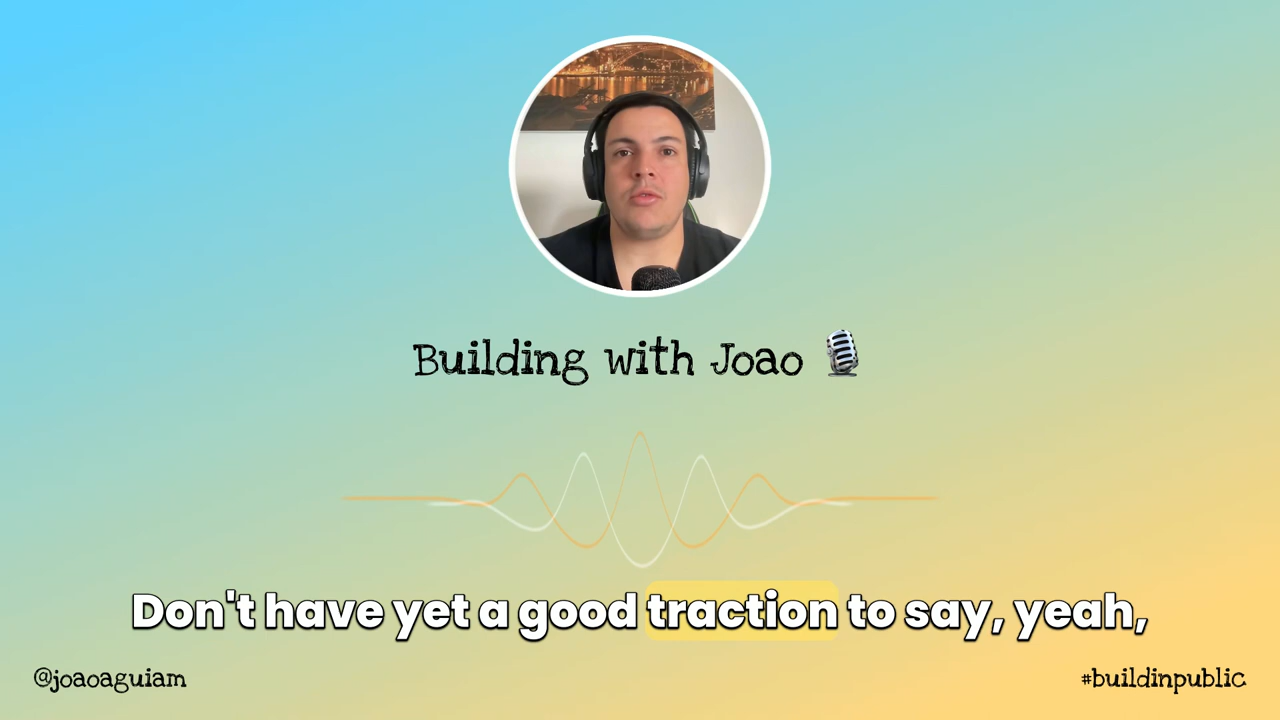 Building with Joao 🎙️
Don't have yet a good traction to say, yeah,
@joaoaguiam
#buildinpublic